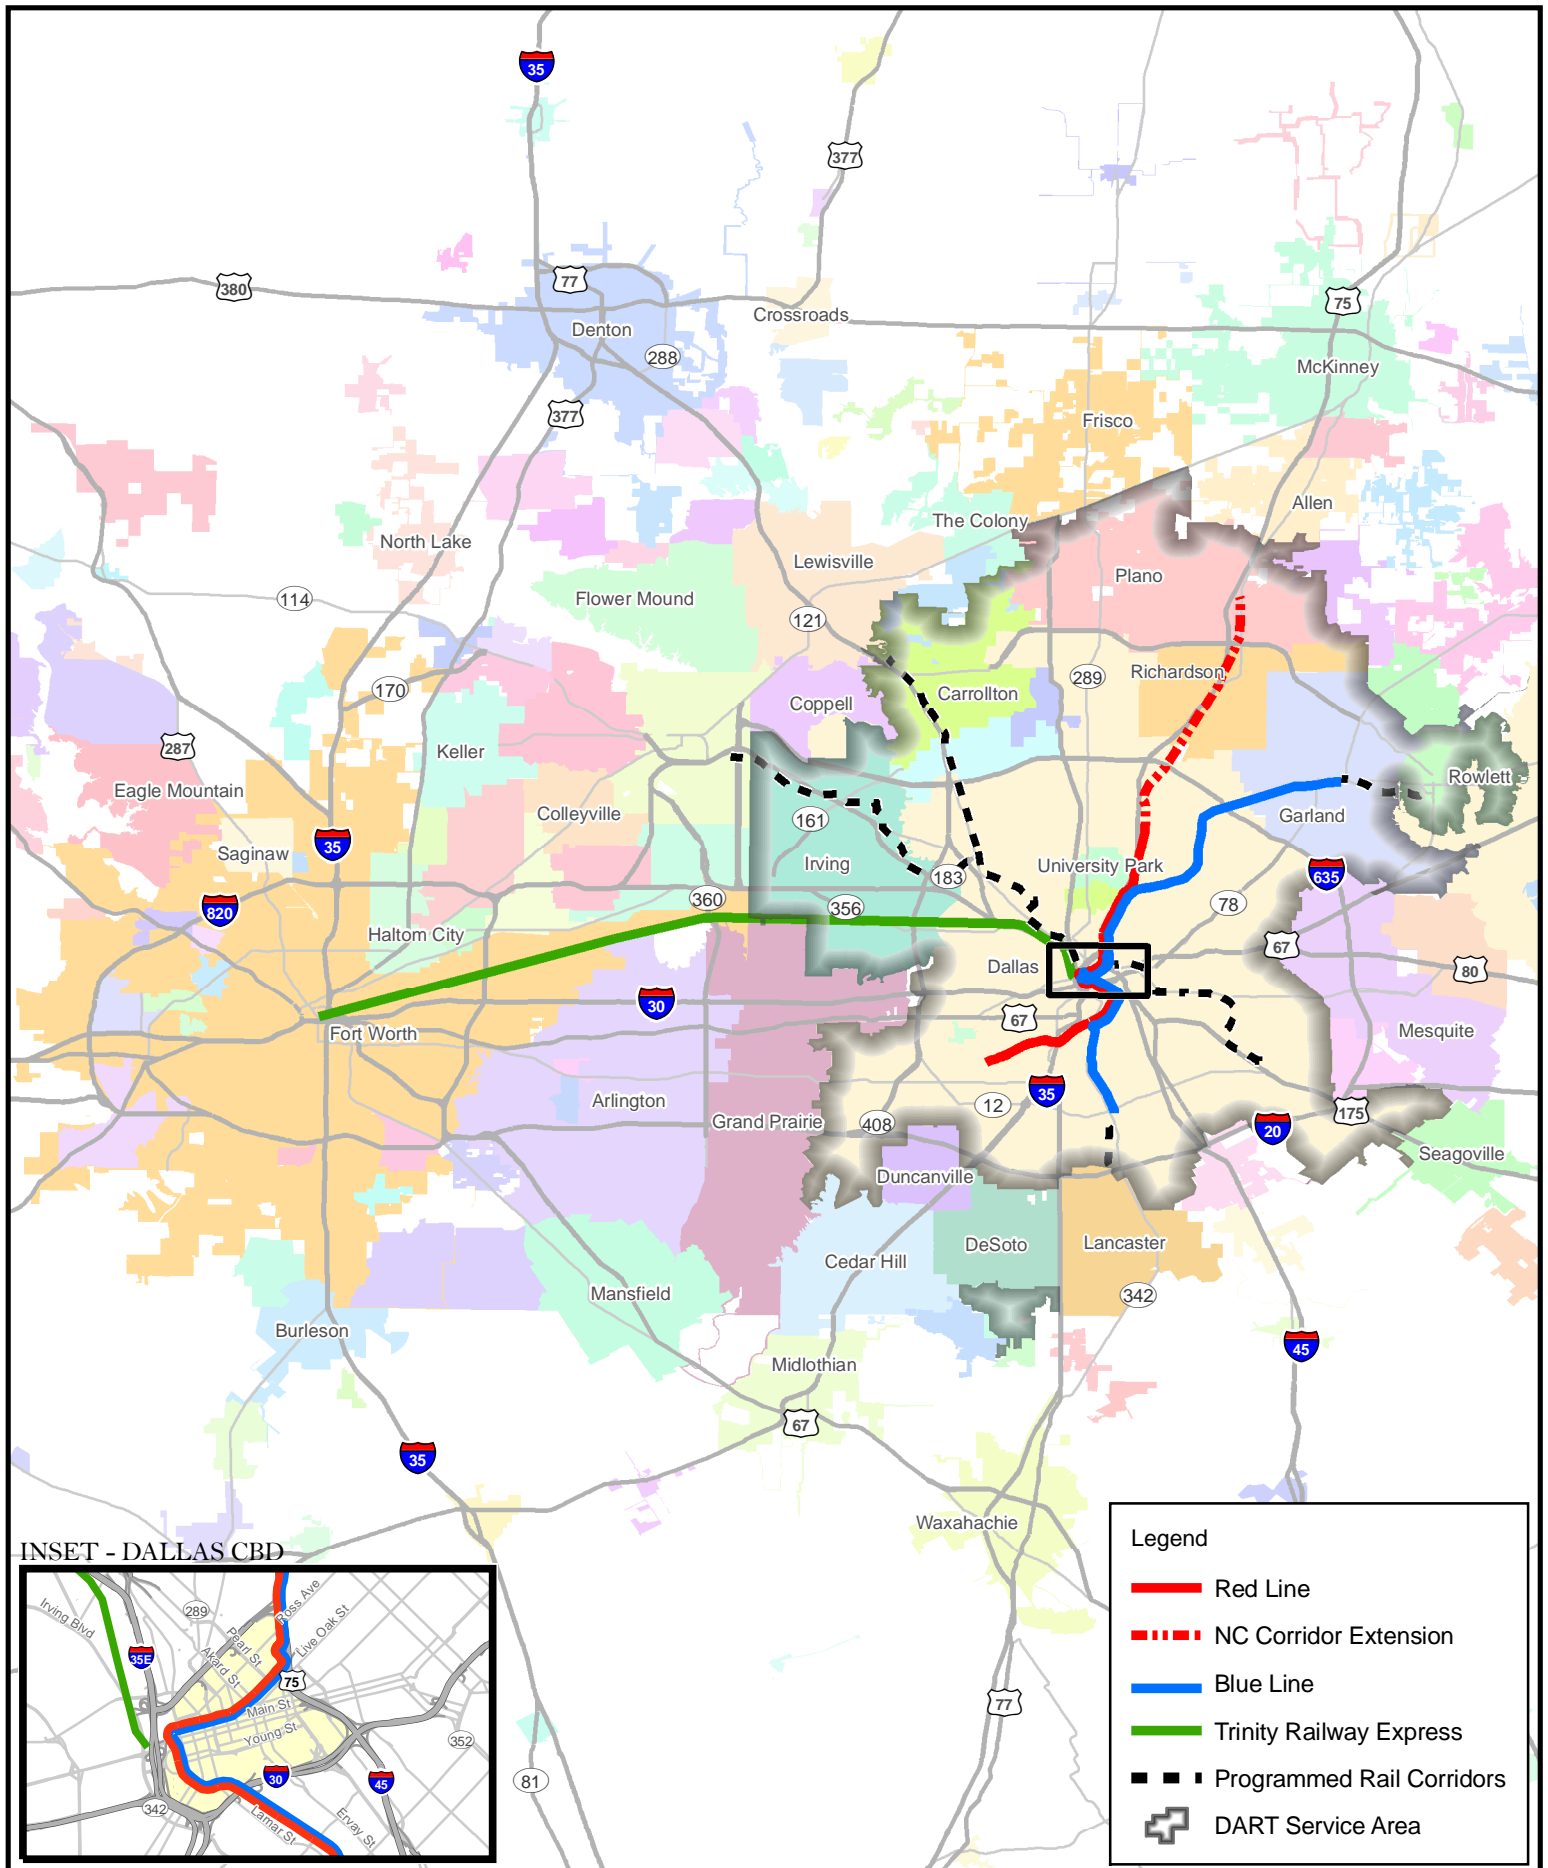 35
377
77
380
75
Crossroads
Denton
288
McKinney
377
Frisco
Allen
The Colony
North Lake
Lewisville
Plano
114
Flower Mound
121
Richardson
289
170
Carrollton
Coppell
287
Keller
Rowlett
Eagle Mountain
Colleyville
161
Garland
35
Saginaw
Irving
University Park
183
635
820
360
356
78
Haltom City
67
Dallas
80
30
67
Fort Worth
Mesquite
35
Arlington
12
Grand Prairie
408
175
20
Seagoville
Duncanville
DeSoto
Lancaster
Cedar Hill
Mansfield
342
Burleson
45
Midlothian
67
35
Waxahachie
77
81
INSET - DALLAS CBD
Irving Blvd
289
Ross Ave
Pearl St
Live Oak St
Akard St
35E
75
Main St
Young St
352
30
45
342
Lamar St
Ervay St
Legend
Red Line
NC Corridor Extension
Blue Line
Trinity Railway Express
Programmed Rail Corridors
DART Service Area